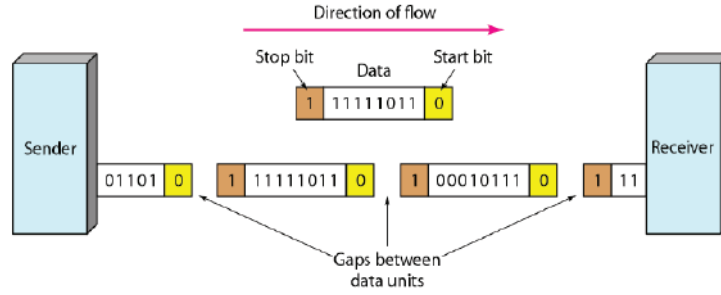 Direction of flow
Stop bit
Data
Start bit
1 11111011 0
Sender
Receiver
01101 0
1 11111011 0
1 00010111 0
1 11
Gaps between
data units